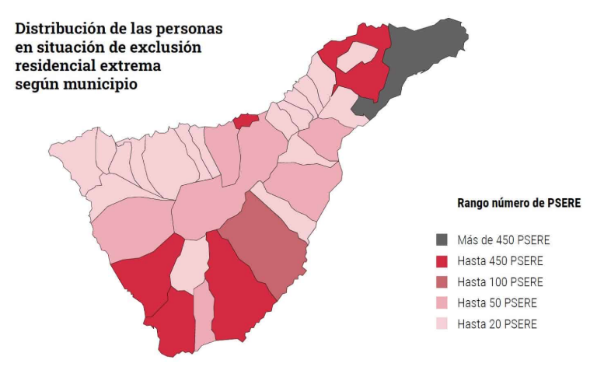 Distribución de las personas
en situación de exclusión
residencial extrema
según municipio
Rango número de PSERE
Más de 450 PSERE
Hasta 450 PSERE
Hasta 100 PSERE
Hasta 50 PSERE
Hasta 20 PSERE